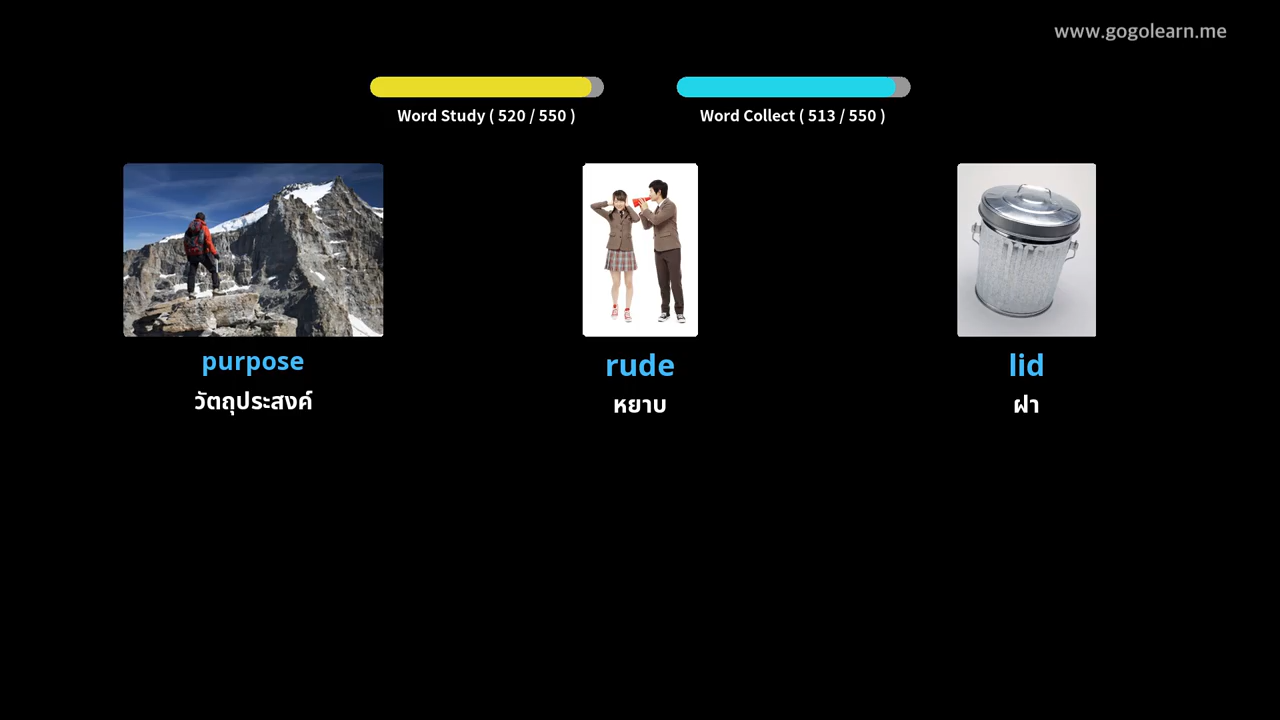 www.gogolearn.me
Word Study ( 520 / 550 )
Word Collect ( 513 / 550 )
purpose
วัตถุประสงค์
rude
หยาบ
lid
ฝา